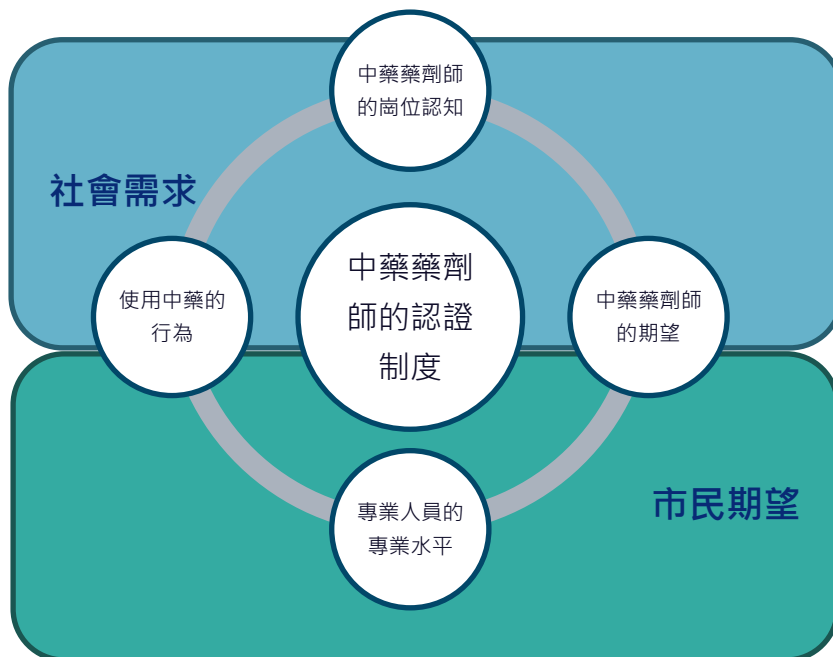 中藥藥劑師
的崗位認知
社會需求
使用中藥的
行為
中藥藥劑
師的認證
制度
中藥藥劑師
的期望
專業人員的
專業水平
市民期望